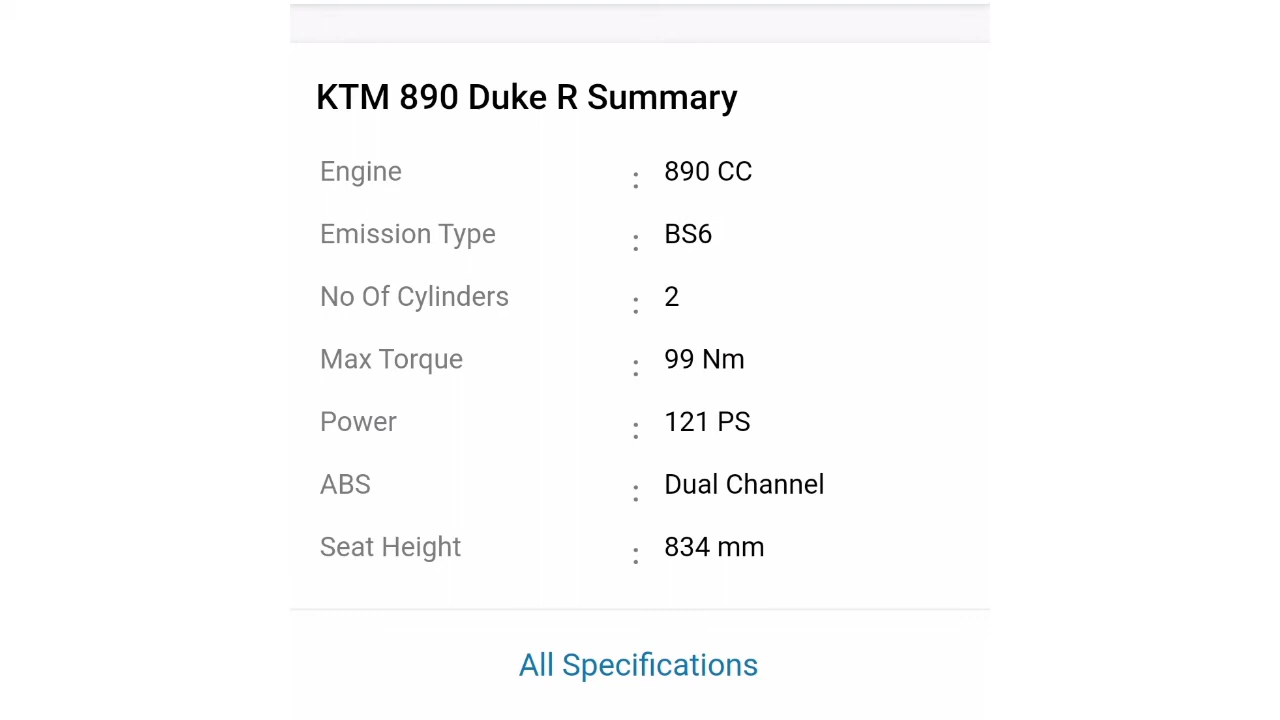 KTM 890 Duke R Summary
Engine : 890 CC
Emission Type : BS6
No Of Cylinders : 2
Max Torque : 99 Nm
Power : 121 PS
ABS : Dual Channel
Seat Height : 834 mm
All Specifications